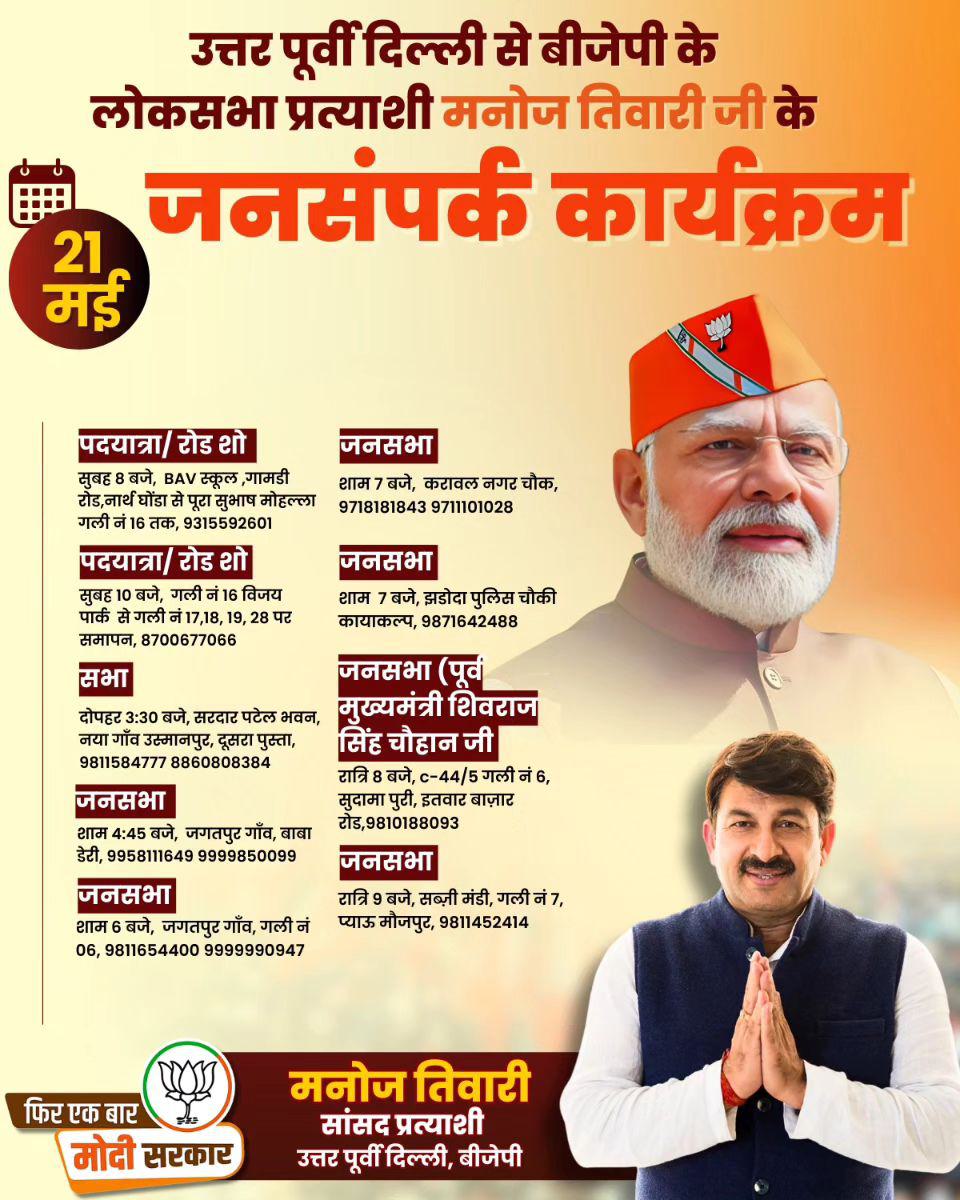 उत्तर पूर्वी दिल्ली से बीजेपी के
लोकसभा प्रत्याशी मनोज तिवारी जी के
जनसंपर्क कार्यक्रम
21
मई
पदयात्रा/ रोड शो
सुबह 8 बजे, BAV स्कूल ,गामडी
रोड,नार्थ घोंडा से पूरा सुभाष मोहल्ला
गली नं 16 तक, 9315592601
पदयात्रा/ रोड शो
सुबह 10 बजे, गली नं 16 विजय
पार्क से गली नं 17,18, 19, 28 पर
समापन, 8700677066
सभा
दोपहर 3:30 बजे, सरदार पटेल भवन,
नया गाँव उस्मानपुर, दूसरा पुस्ता,
9811584777 8860808384
जनसभा
शाम 4:45 बजे, जगतपुर गाँव, बाबा
डेरी, 9958111649 9999850099
जनसभा
शाम 6 बजे, जगतपुर गाँव, गली नं
06, 9811654400 9999990947
जनसभा
शाम 7 बजे, करावल नगर चौक,
9718181843 9711101028
जनसभा
शाम 7 बजे, झडोदा पुलिस चौकी
कायाकल्प, 9871642488
जनसभा (पूर्व
मुख्यमंत्री शिवराज
सिंह चौहान जी
रात्रि 8 बजे, c-44/5 गली नं 6,
सुदामा पुरी, इतवार बाज़ार
रोड,9810188093
जनसभा
रात्रि 9 बजे, सब्ज़ी मंडी, गली नं 7,
प्याऊ मौजपुर, 9811452414
फिर एक बार
मोदी सरकार
मनोज तिवारी
सांसद प्रत्याशी
उत्तर पूर्वी दिल्ली, बीजेपी